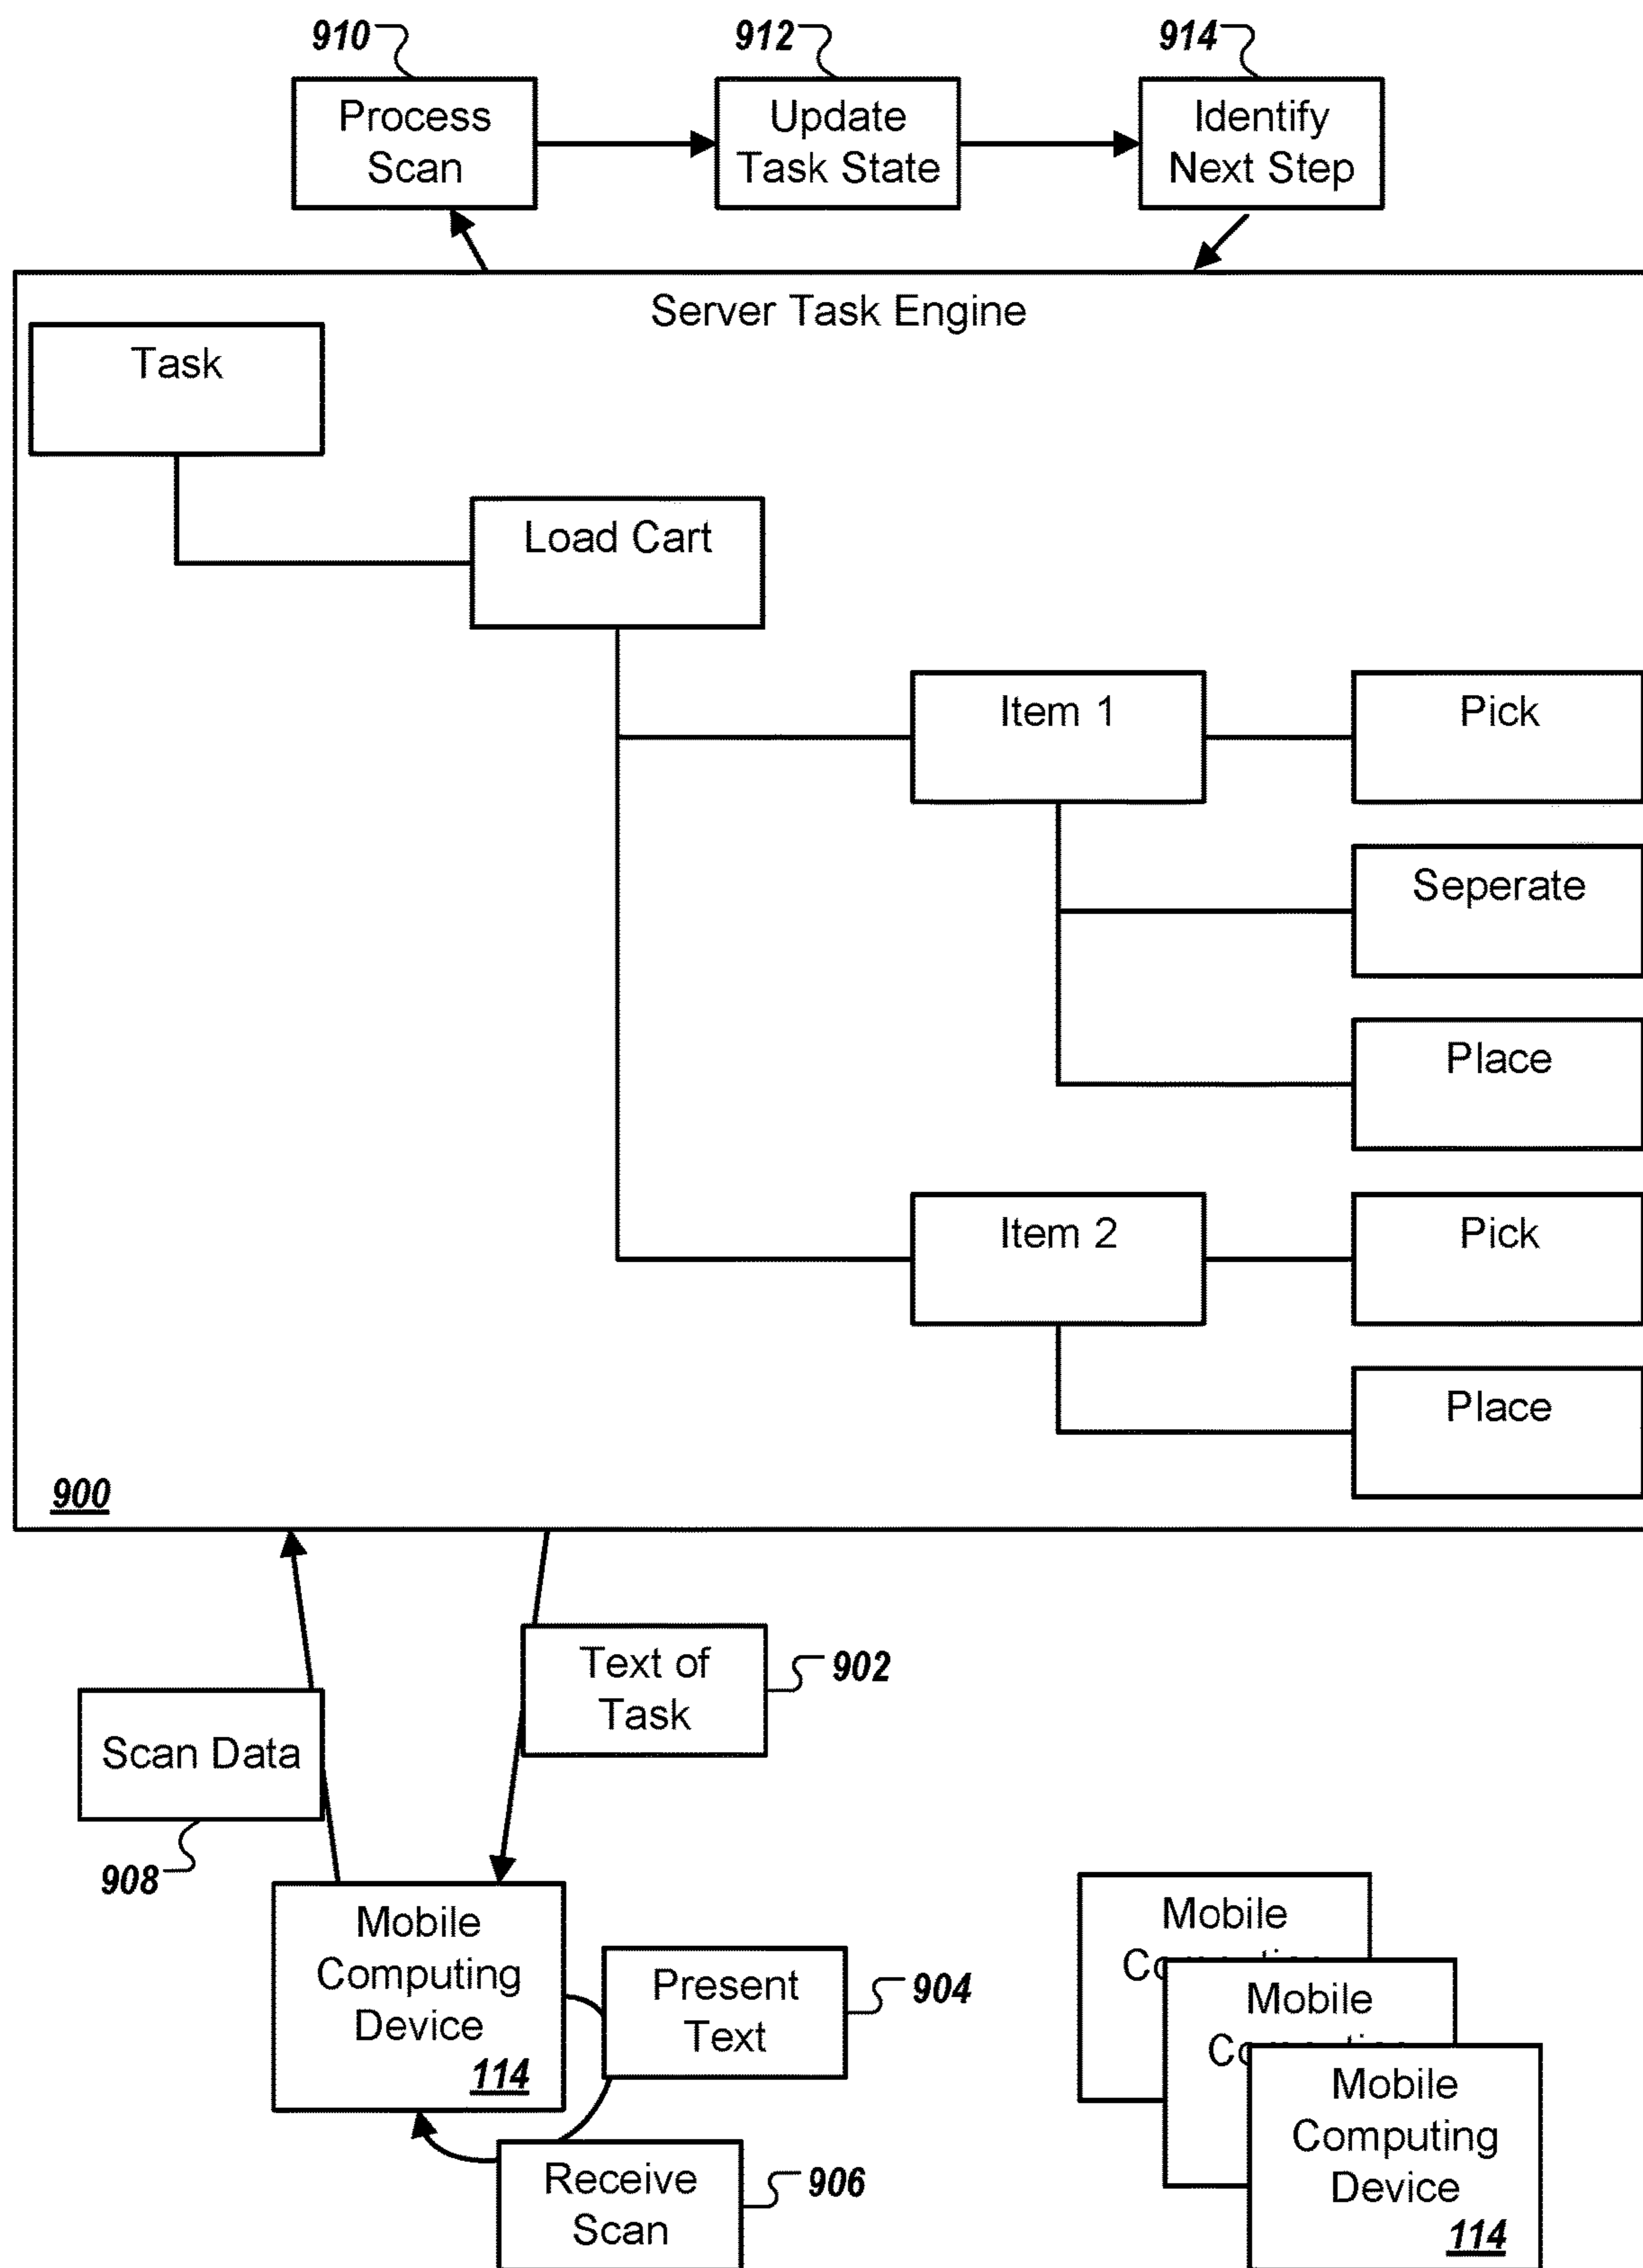 910
912
914
Process
Scan
Update
Task State
Identify
Next Step
Server Task Engine
Task
Load Cart
Item 1
Pick
Seperate
Place
Item 2
Pick
Place
900
Text of
Task
902
Scan Data
908
Mobile
Computing
Device
114
Present
Text
904
Receive
Scan
906
Mobile
Mobile
Mobile
Computing
Device
114